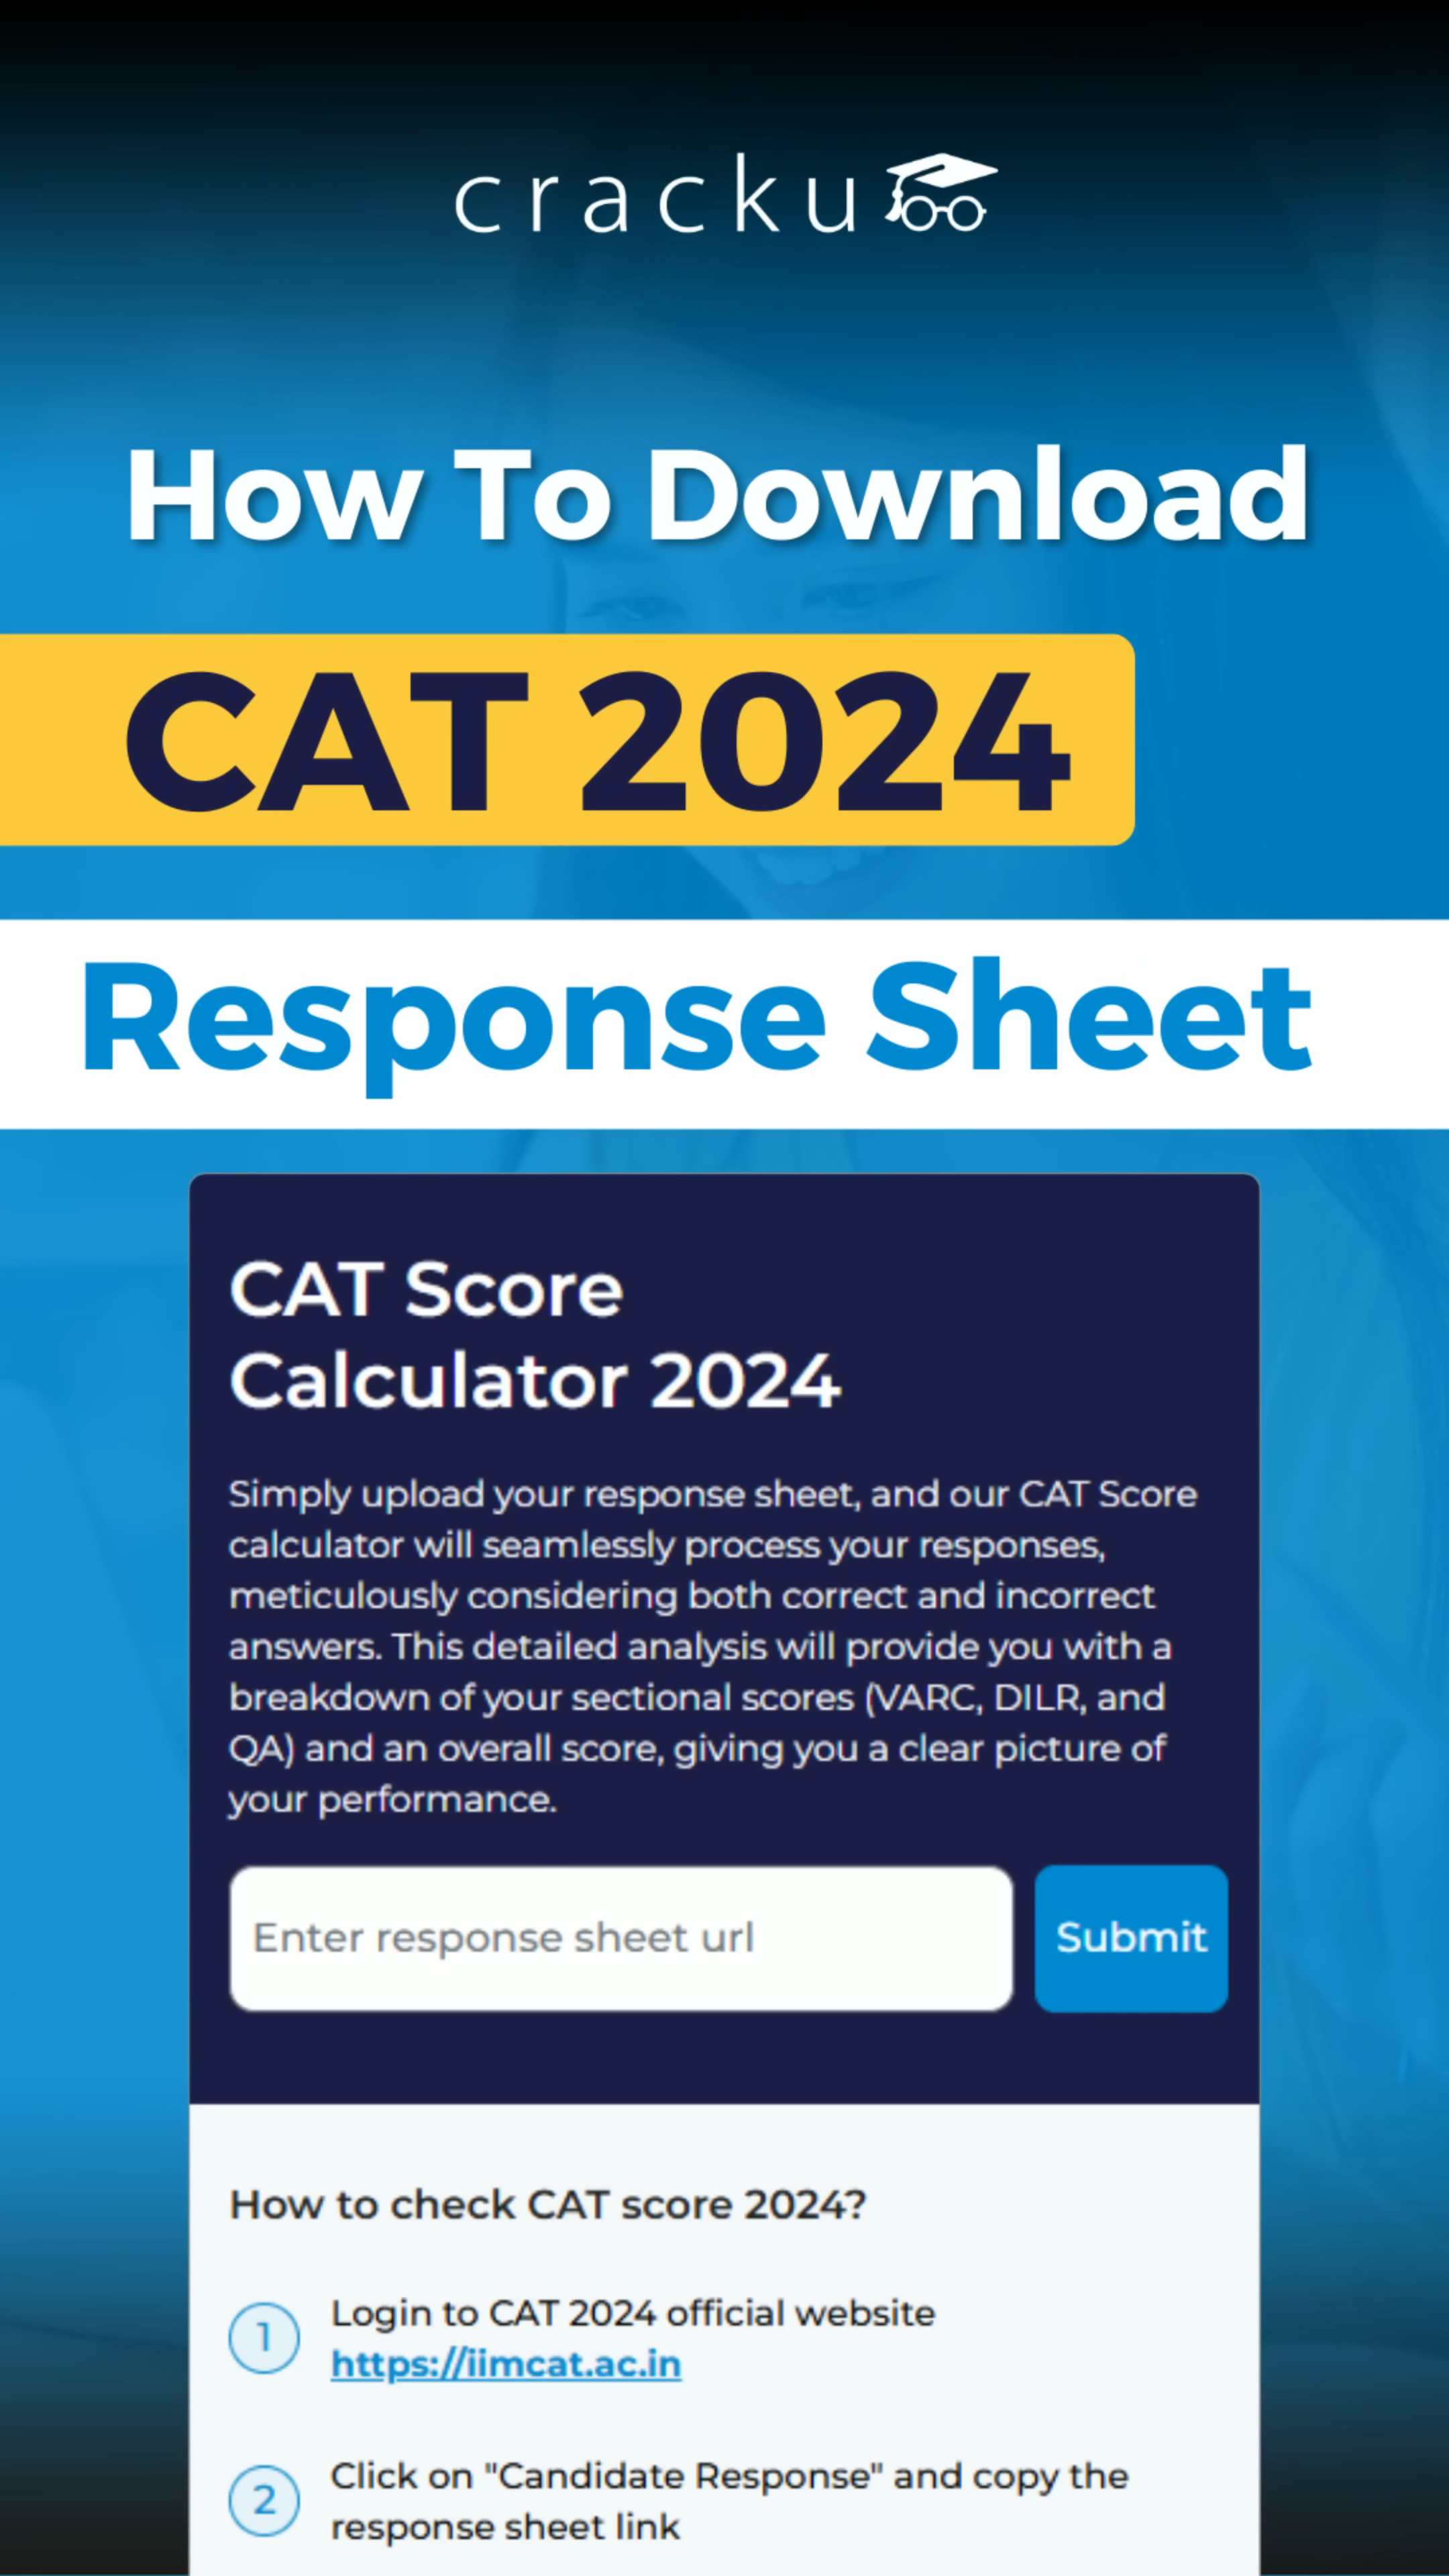 cracku
How To Download
CAT 2024
Response Sheet
CAT Score
Calculator 2024
Simply upload your response sheet, and our CAT Score
calculator will seamlessly process your responses,
meticulously considering both correct and incorrect
answers. This detailed analysis will provide you with a
breakdown of your sectional scores (VARC, DILR, and
QA) and an overall score, giving you a clear picture of
your performance.
Enter response sheet url
Submit
How to check CAT score 2024?
1
Login to CAT 2024 official website
https://iimcat.ac.in
2
Click on "Candidate Response" and copy the
response sheet link